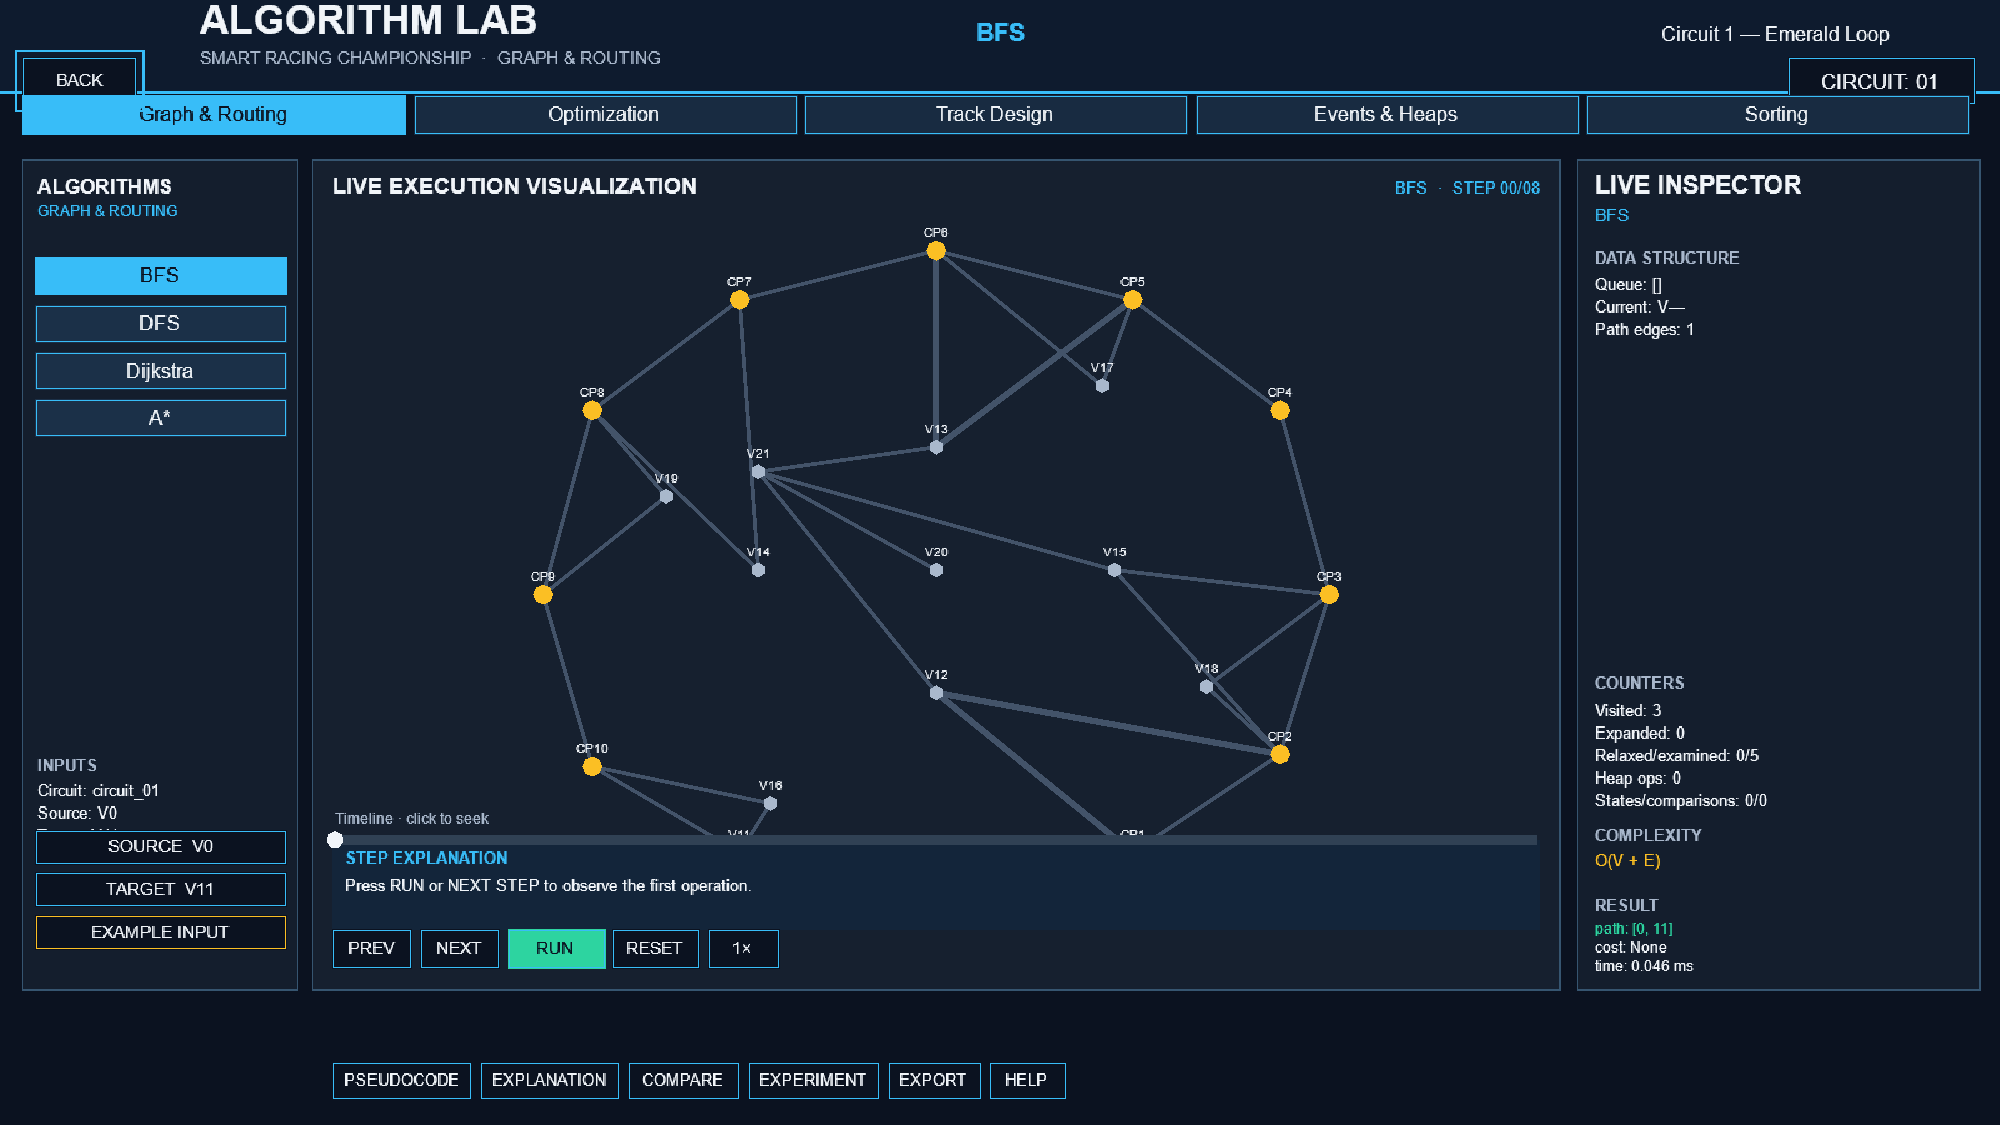 ALGORITHM LAB
SMART RACING CHAMPIONSHIP · GRAPH & ROUTING
BFS
Circuit 1 — Emerald Loop
BACK
CIRCUIT: 01
Graph & Routing
Optimization
Track Design
Events & Heaps
Sorting
ALGORITHMS
GRAPH & ROUTING
BFS
DFS
Dijkstra
A*
INPUTS
Circuit: circuit_01
Source: V0
SOURCE V0
TARGET V11
EXAMPLE INPUT
LIVE EXECUTION VISUALIZATION
BFS · STEP 00/08
CP6
CP7
CP5
V17
CP8
CP4
V13
V21
V19
V14
V20
V15
CP9
CP3
V18
V12
CP2
CP10
V16
V11
CP1
Timeline · click to seek
STEP EXPLANATION
Press RUN or NEXT STEP to observe the first operation.
PREV
NEXT
RUN
RESET
1×
LIVE INSPECTOR
BFS
DATA STRUCTURE
Queue: []
Current: V—
Path edges: 1
COUNTERS
Visited: 3
Expanded: 0
Relaxed/examined: 0/5
Heap ops: 0
States/comparisons: 0/0
COMPLEXITY
O(V + E)
RESULT
path: [0, 11]
cost: None
time: 0.046 ms
PSEUDOCODE
EXPLANATION
COMPARE
EXPERIMENT
EXPORT
HELP